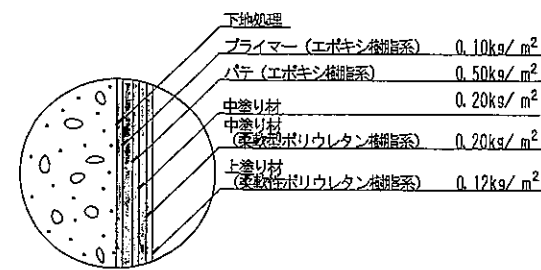 下地処理
プライマー（エポキシ樹脂系） 0.10kg/m²
パテ（エポキシ樹脂系） 0.50kg/m²
中塗り材 0.20kg/m²
中塗り材
（柔軟型ポリウレタン樹脂系） 0.20kg/m²
上塗り材
（柔軟性ポリウレタン樹脂系） 0.12kg/m²